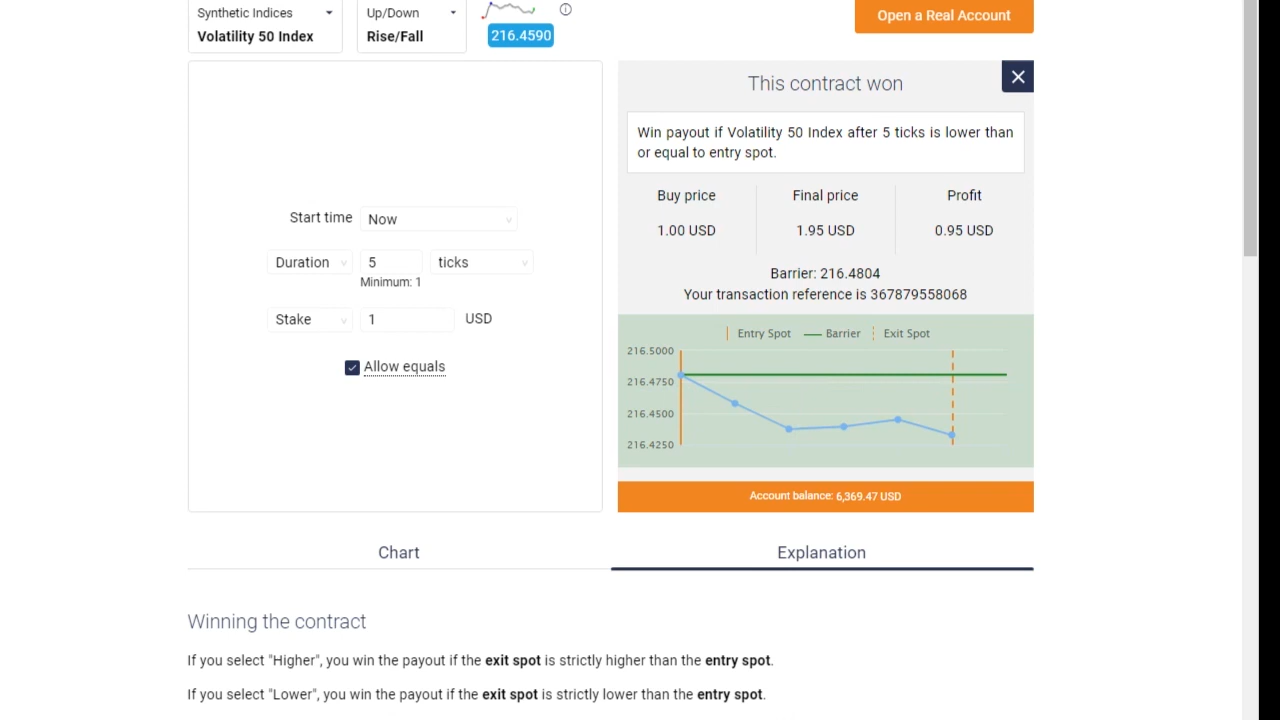 Synthetic Indices
Volatility 50 Index
Up/Down
Rise/Fall
216.4590
Open a Real Account
Start time Now
Duration 5 ticks
Minimum: 1
Stake 1 USD
Allow equals
This contract won
Win payout if Volatility 50 Index after 5 ticks is lower than
or equal to entry spot.
Buy price Final price Profit
1.00 USD 1.95 USD 0.95 USD
Barrier: 216.4804
Your transaction reference is 367879558068
Entry Spot Barrier Exit Spot
216.5000
216.4750
216.4500
216.4250
Account balance: 6,369.47 USD
Chart Explanation
Winning the contract
If you select "Higher", you win the payout if the exit spot is strictly higher than the entry spot.
If you select "Lower", you win the payout if the exit spot is strictly lower than the entry spot.